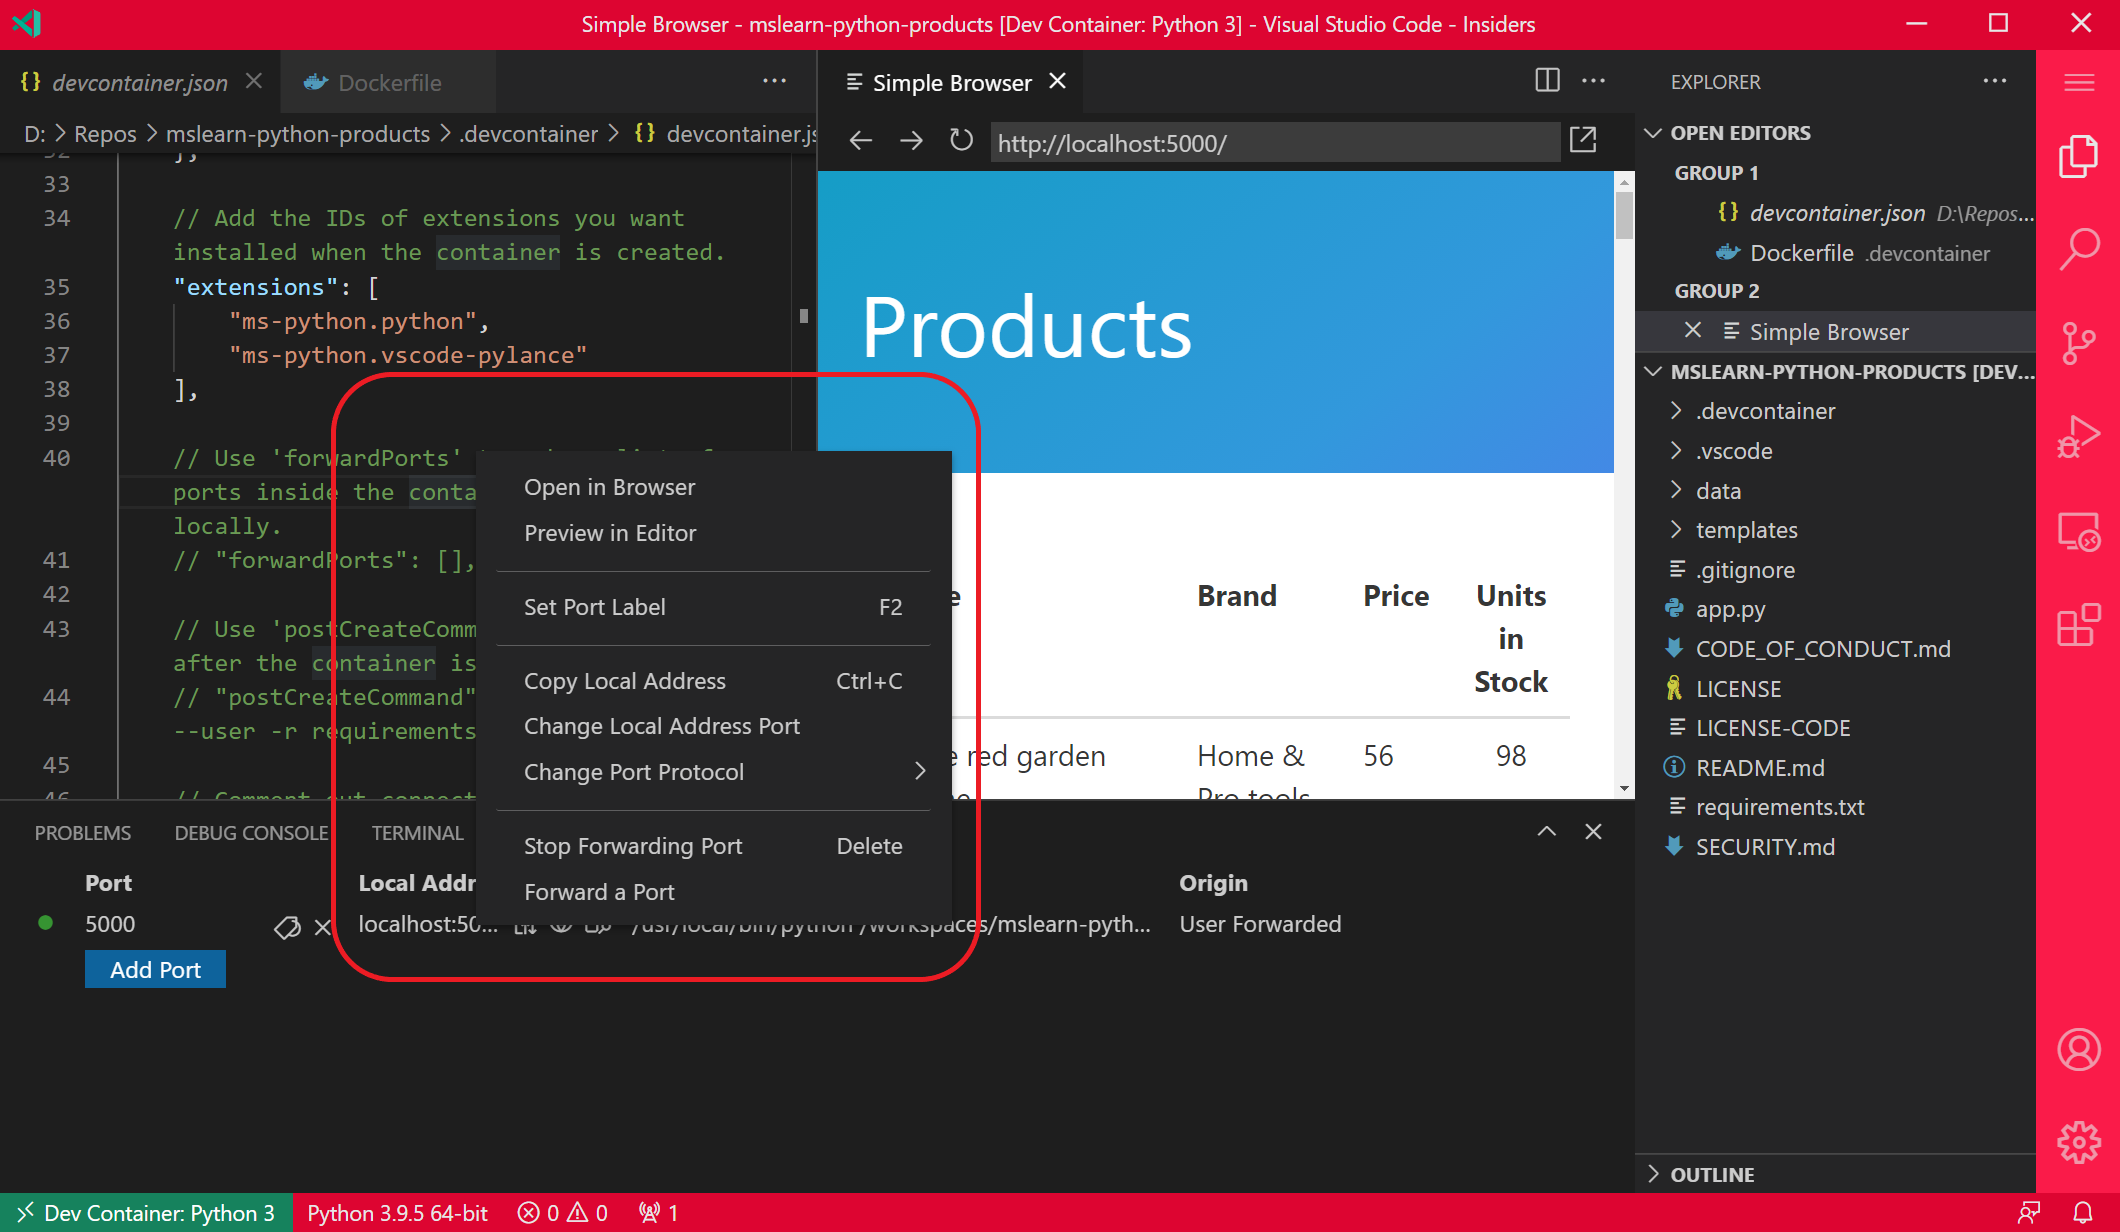 Simple Browser - mslearn-python-products [Dev Container: Python 3] - Visual Studio Code - Insiders
devcontainer.json
Dockerfile
D: > Repos > mslearn-python-products > .devcontainer > {} devcontainer.js
33
34 // Add the IDs of extensions you want
installed when the container is created.
35 "extensions": [
36 "ms-python.python",
37 "ms-python.vscode-pylance"
38 ],
39
40 // Use 'forwardPorts'
ports inside the conta
locally.
41 // "forwardPorts": [],
42
43 // Use 'postCreateComm
after the container is
44 // "postCreateCommand"
--user -r requirements
45
46 // Comment out connect
Open in Browser
Preview in Editor
Set Port Label F2
Copy Local Address Ctrl+C
Change Local Address Port
Change Port Protocol
Stop Forwarding Port Delete
Forward a Port
Simple Browser
http://localhost:5000/
Products
e Brand Price Units
in
Stock
e red garden Home & 56 98
Pro tools
PROBLEMS DEBUG CONSOLE TERMINAL
Port Local Addr Origin
5000 localhost:50... /usr/local/bin/python /workspaces/mslearn-pyth... User Forwarded
Add Port
EXPLORER
OPEN EDITORS
GROUP 1
{} devcontainer.json D:\Repos...
Dockerfile .devcontainer
GROUP 2
Simple Browser
MSLEARN-PYTHON-PRODUCTS [DEV...
.devcontainer
.vscode
data
templates
.gitignore
app.py
CODE_OF_CONDUCT.md
LICENSE
LICENSE-CODE
README.md
requirements.txt
SECURITY.md
OUTLINE
Dev Container: Python 3 Python 3.9.5 64-bit 0 0 1